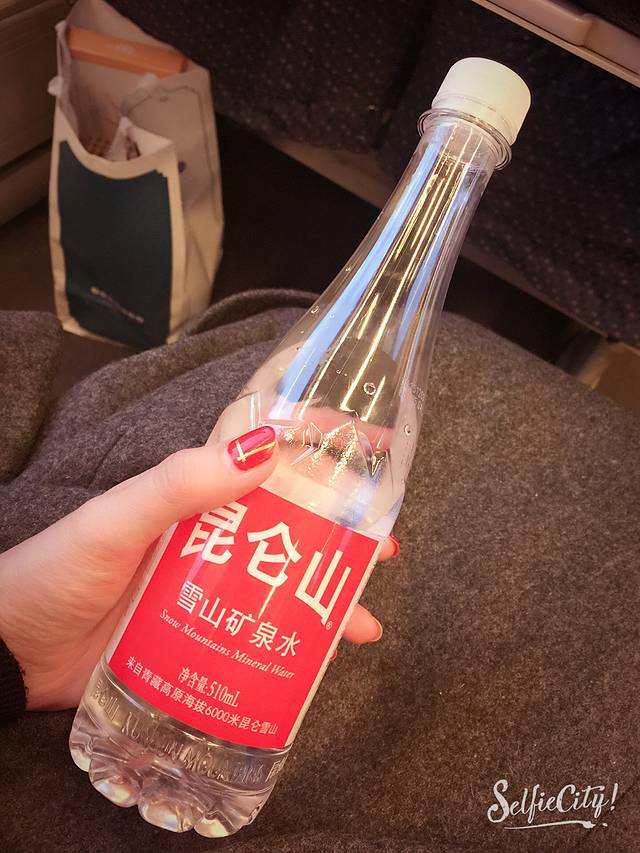 昆仑山®
雪山矿泉水
Snow Mountains Mineral Water
净含量:510mL
来自青藏高原海拔6000米昆仑雪山
SelfieCity!